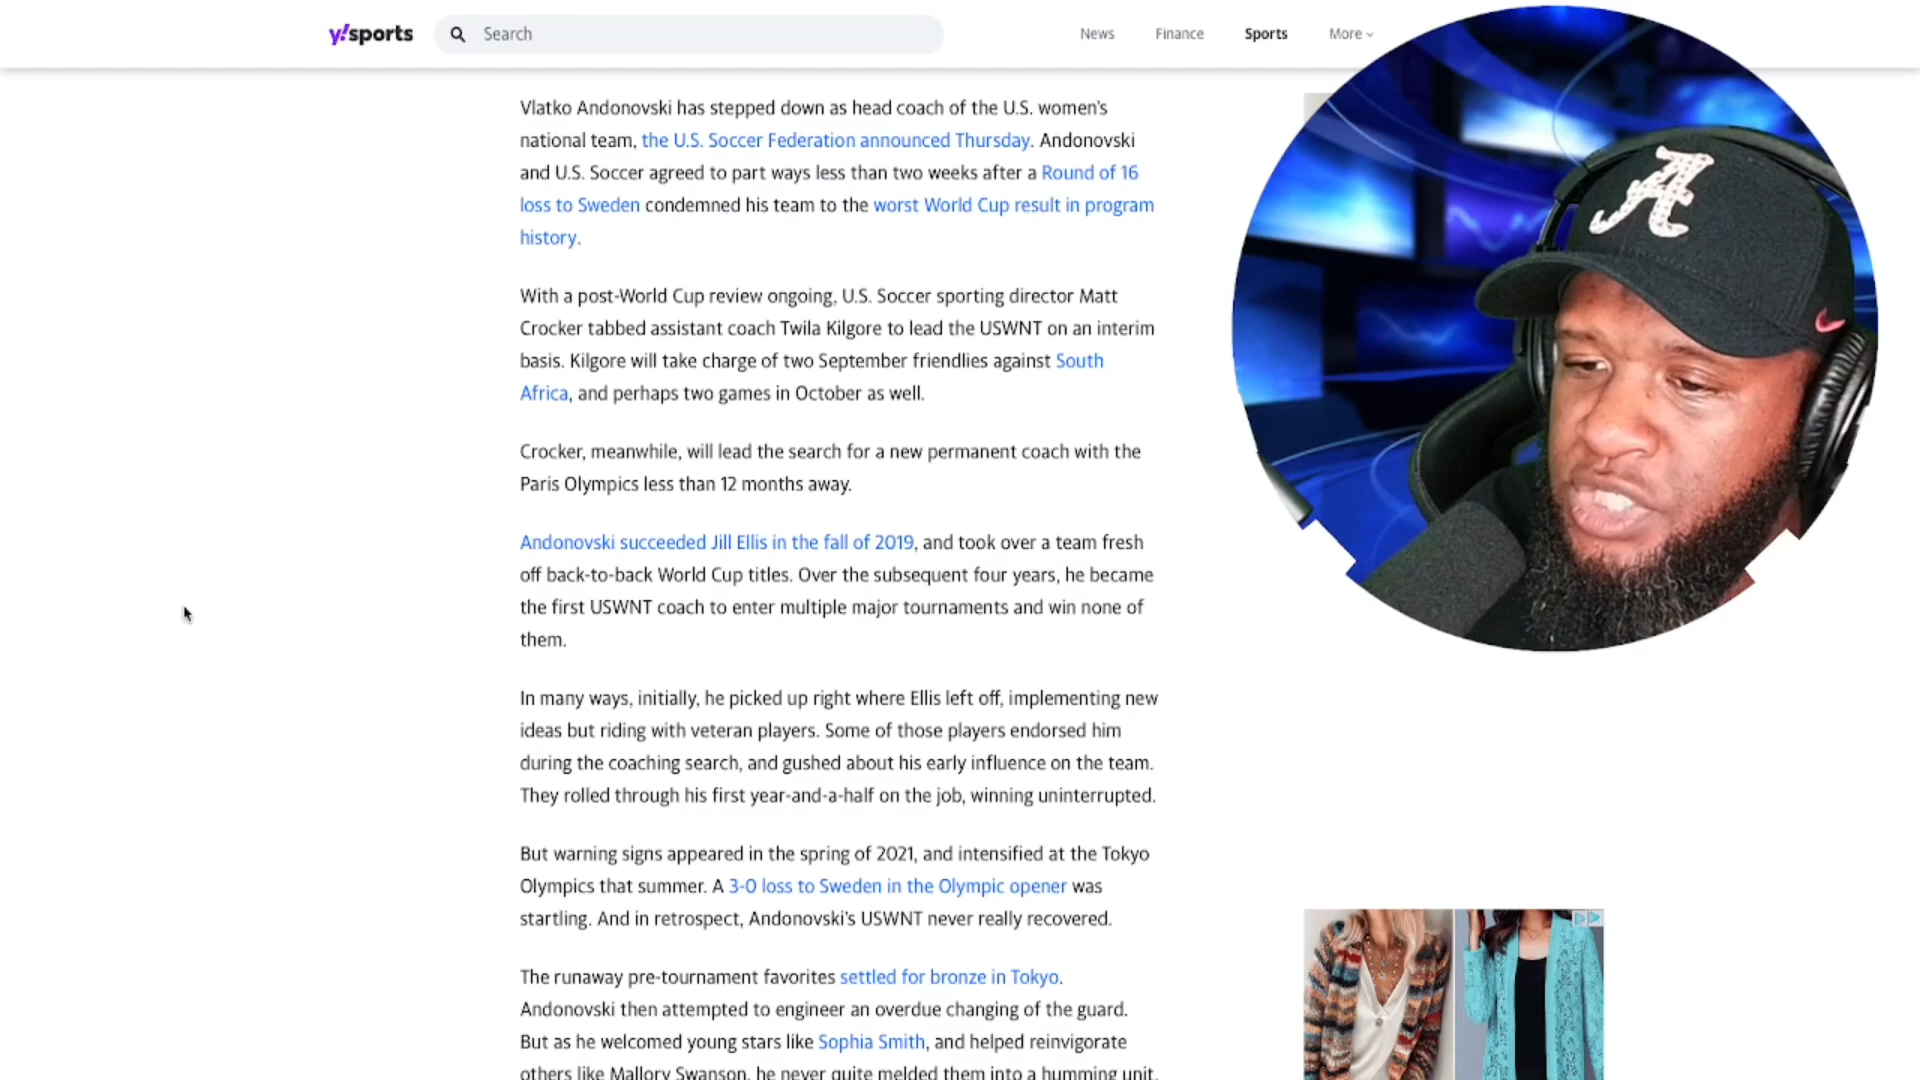 y!sports
Search
News
Finance
Sports
More
Vlatko Andonovski has stepped down as head coach of the U.S. women's
national team, the U.S. Soccer Federation announced Thursday. Andonovski
and U.S. Soccer agreed to part ways less than two weeks after a Round of 16
loss to Sweden condemned his team to the worst World Cup result in program
history.
With a post-World Cup review ongoing, U.S. Soccer sporting director Matt
Crocker tabbed assistant coach Twila Kilgore to lead the USWNT on an interim
basis. Kilgore will take charge of two September friendlies against South
Africa, and perhaps two games in October as well.
Crocker, meanwhile, will lead the search for a new permanent coach with the
Paris Olympics less than 12 months away.
Andonovski succeeded Jill Ellis in the fall of 2019, and took over a team fresh
off back-to-back World Cup titles. Over the subsequent four years, he became
the first USWNT coach to enter multiple major tournaments and win none of
them.
In many ways, initially, he picked up right where Ellis left off, implementing new
ideas but riding with veteran players. Some of those players endorsed him
during the coaching search, and gushed about his early influence on the team.
They rolled through his first year-and-a-half on the job, winning uninterrupted.
But warning signs appeared in the spring of 2021, and intensified at the Tokyo
Olympics that summer. A 3-0 loss to Sweden in the Olympic opener was
startling. And in retrospect, Andonovski's USWNT never really recovered.
The runaway pre-tournament favorites settled for bronze in Tokyo.
Andonovski then attempted to engineer an overdue changing of the guard.
But as he welcomed young stars like Sophia Smith, and helped reinvigorate
others like Mallory Swanson, he never quite melded them into a humming unit.
A